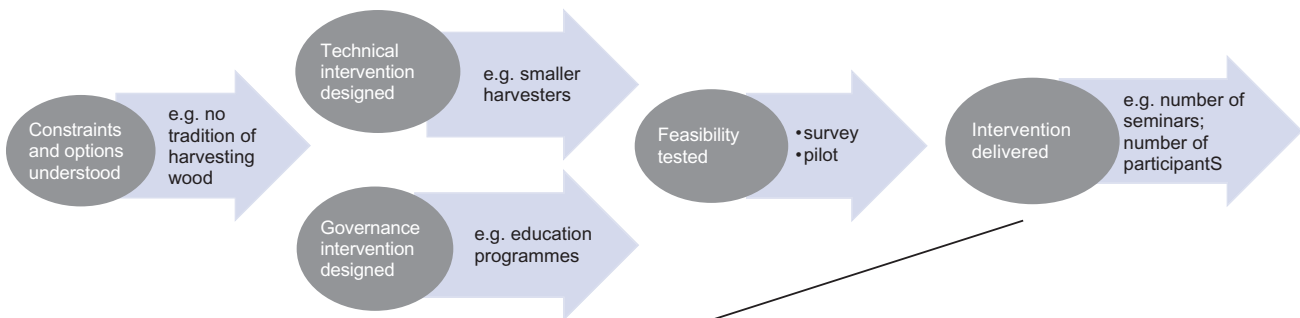 Constraints
and options
understood
e.g. no
tradition of
harvesting
wood
Technical
intervention
designed
e.g. smaller
harvesters
Governance
intervention
designed
e.g. education
programmes
Feasibility
tested
•survey
•pilot
Intervention
delivered
e.g. number of
seminars;
number of
participantS